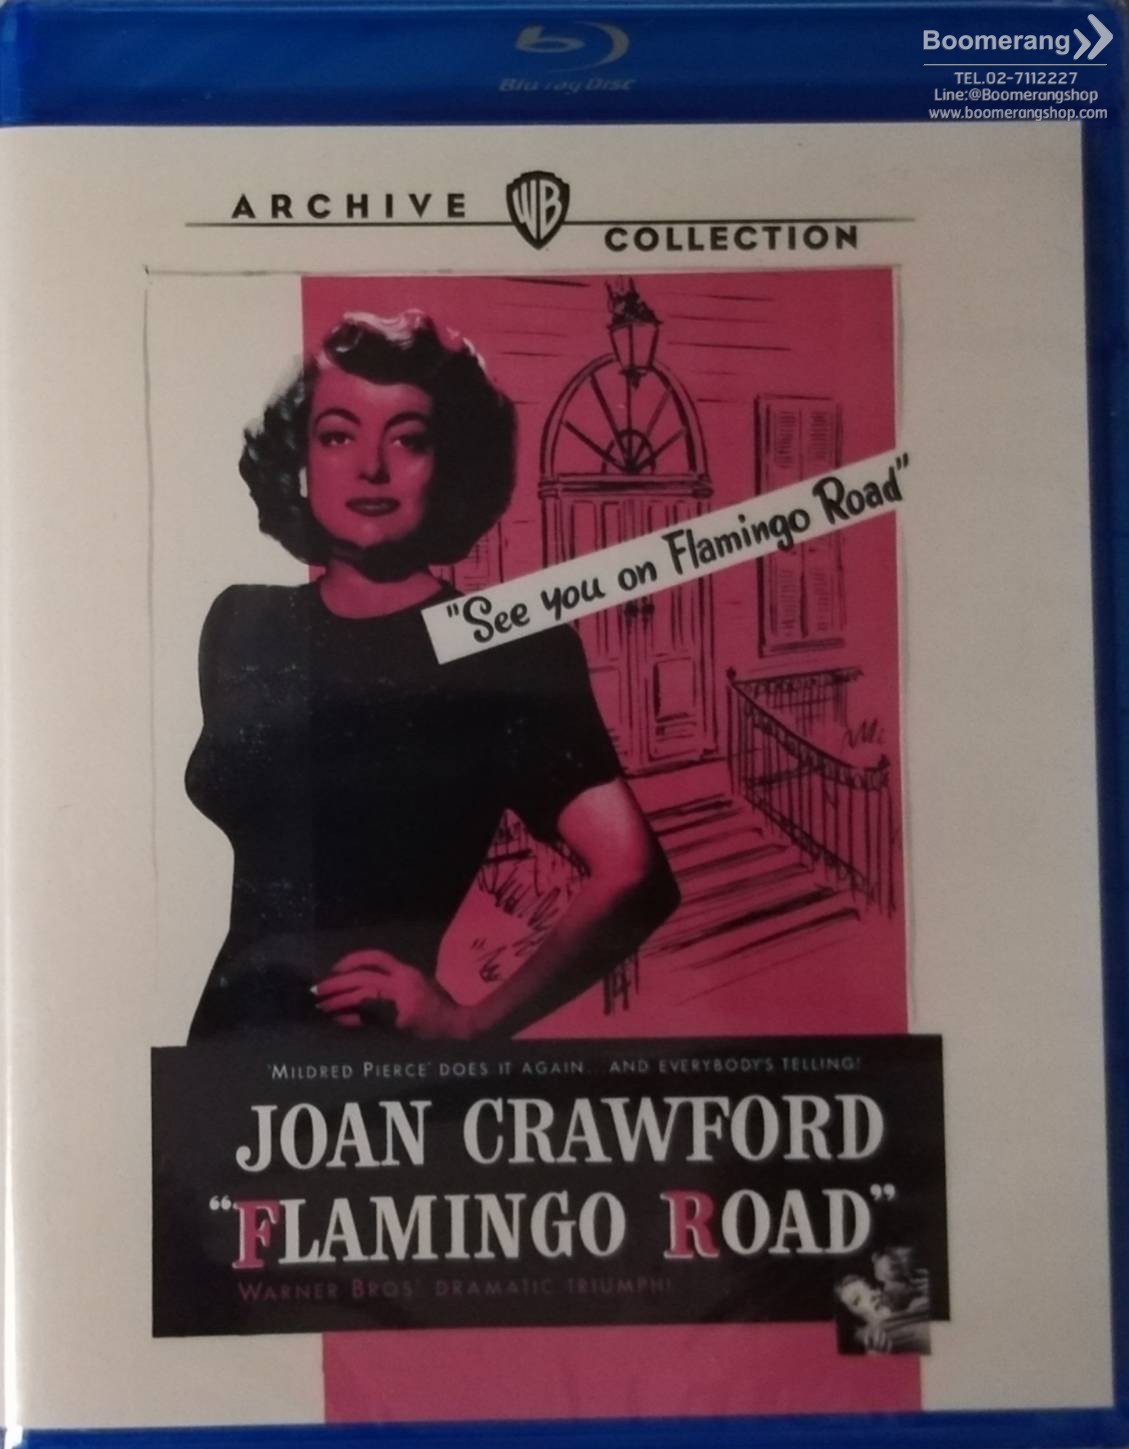 Blu-ray Disc
Boomerang
TEL.02-7112227
Line:@Boomerangshop
www.boomerangshop.com
ARCHIVE WB COLLECTION
"See you on Flamingo Road"
'MILDRED PIERCE' DOES IT AGAIN... AND EVERYBODY'S TELLING!
JOAN CRAWFORD
"FLAMINGO ROAD"
WARNER BROS' DRAMATIC TRIUMPH!